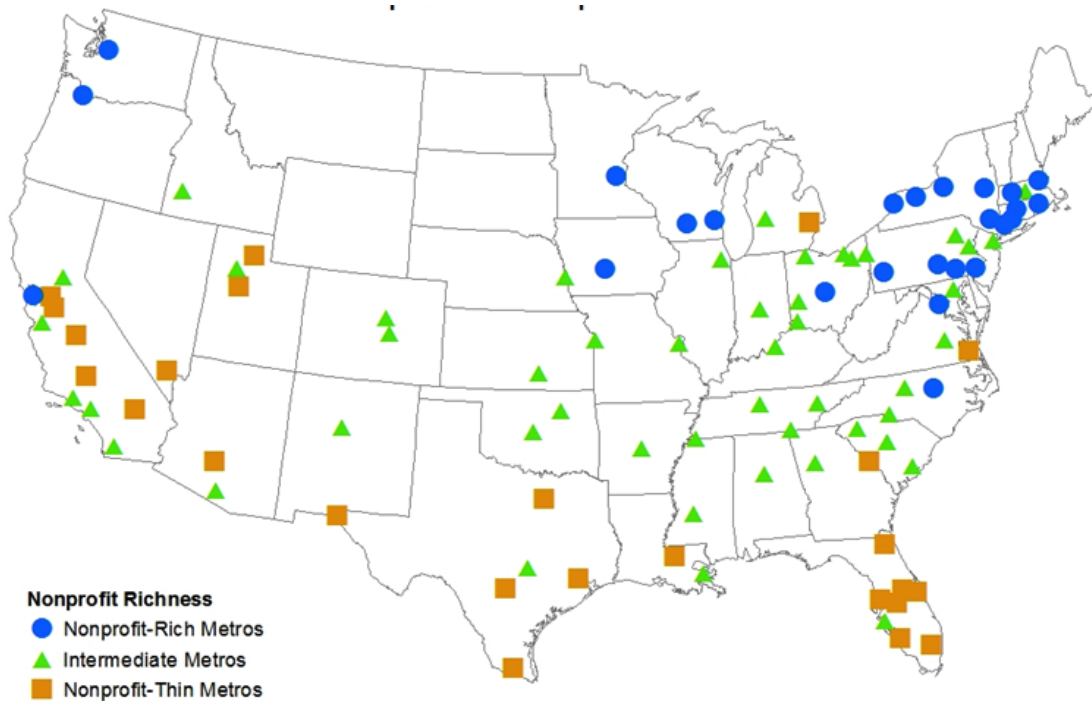 Nonprofit Richness
Nonprofit-Rich Metros
Intermediate Metros
Nonprofit-Thin Metros